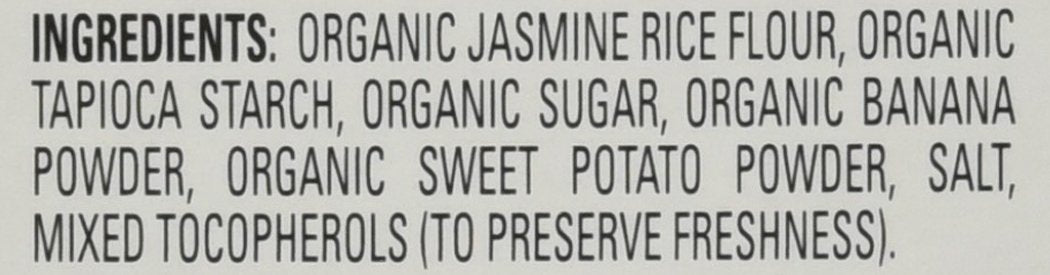 INGREDIENTS: ORGANIC JASMINE RICE FLOUR, ORGANIC
TAPIOCA STARCH, ORGANIC SUGAR, ORGANIC BANANA
POWDER, ORGANIC SWEET POTATO POWDER, SALT,
MIXED TOCOPHEROLS (TO PRESERVE FRESHNESS).